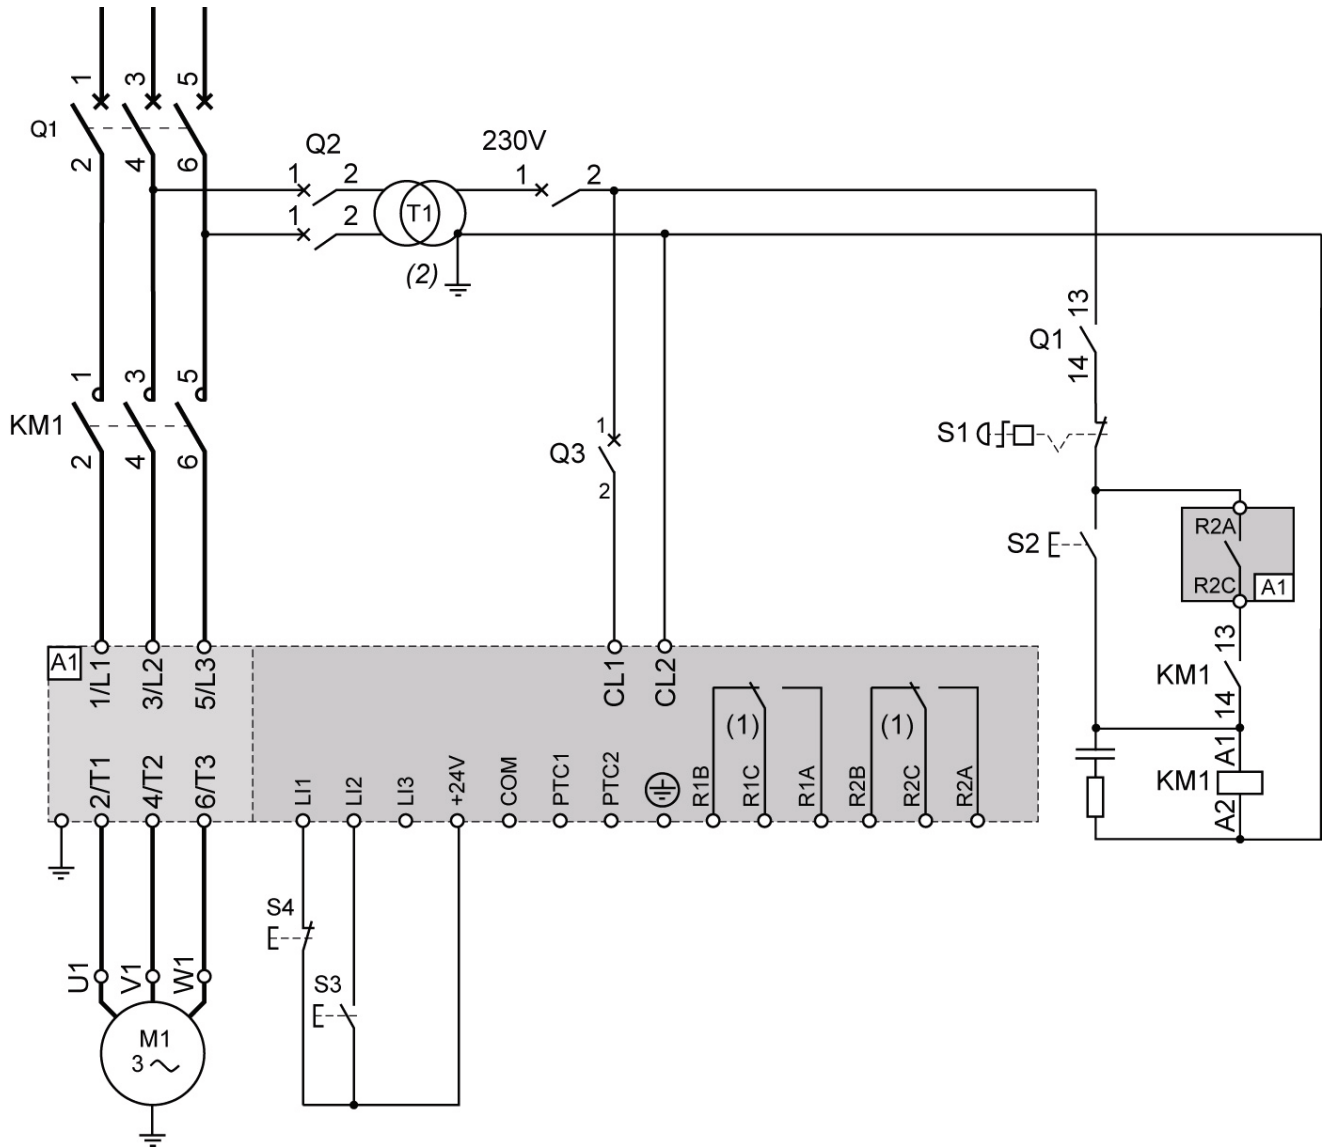 1 3 5
Q1
2 4 6
Q2
230V
1 2
1 2
1 2
T1
(2)
13
Q1
14
1 3 5
KM1
2 4 6
1
Q3
2
S1
S2
R2A
R2C
A1
13
KM1
14
A1
KM1
A2
A1
1/L1 3/L2 5/L3
CL1 CL2
(1) (1)
2/T1 4/T2 6/T3
LI1 LI2 LI3 +24V COM PTC1 PTC2 R1B R1C R1A R2B R2C R2A
S4
S3
U1 V1 W1
M1
3